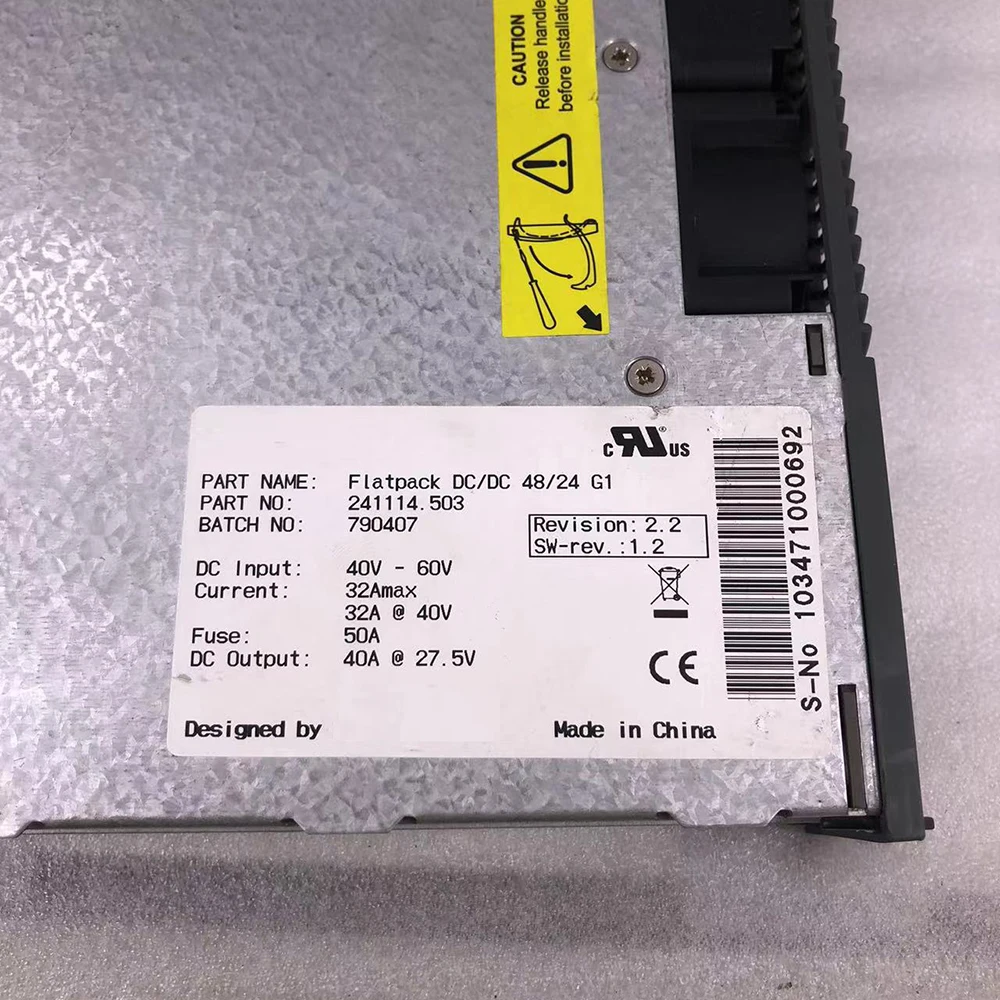 CAUTION
Release handle
before installatio
c RU ® US
PART NAME: Flatpack DC/DC 48/24 G1
PART NO: 241114.503
BATCH NO: 790407
Revision: 2.2
SW-rev.:1.2
DC Input: 40V - 60V
Current: 32Amax
32A @ 40V
Fuse: 50A
DC Output: 40A @ 27.5V
CE
Designed by
Made in China
S-No 103471000692